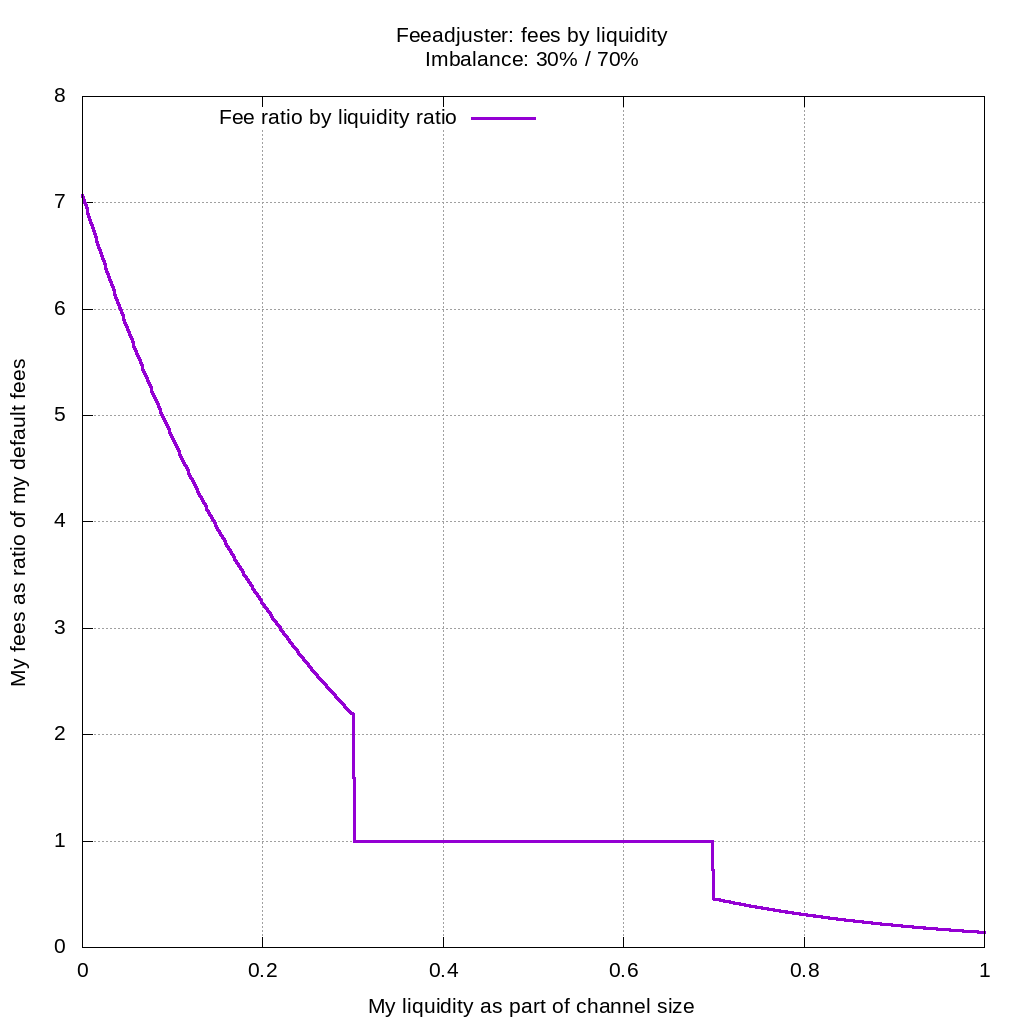 Feeadjuster: fees by liquidity
Imbalance: 30% / 70%
Fee ratio by liquidity ratio
My fees as ratio of my default fees
8
7
6
5
4
3
2
1
0
0 0.2 0.4 0.6 0.8 1
My liquidity as part of channel size